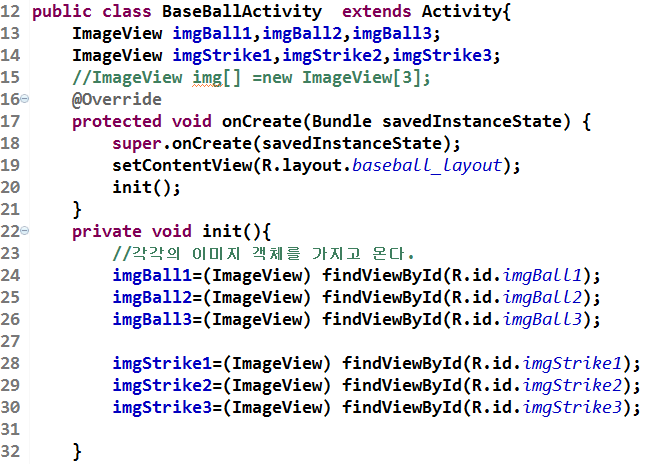 12 public class BaseBallActivity  extends Activity{
13     ImageView imgBall1,imgBall2,imgBall3;
14     ImageView imgStrike1,imgStrike2,imgStrike3;
15     //ImageView img[] =new ImageView[3];
16     @Override
17     protected void onCreate(Bundle savedInstanceState) {
18         super.onCreate(savedInstanceState);
19         setContentView(R.layout.baseball_layout);
20         init();
21     }
22     private void init(){
23         //각각의 이미지 객체를 가지고 온다.
24         imgBall1=(ImageView) findViewById(R.id.imgBall1);
25         imgBall2=(ImageView) findViewById(R.id.imgBall2);
26         imgBall3=(ImageView) findViewById(R.id.imgBall3);
27
28         imgStrike1=(ImageView) findViewById(R.id.imgStrike1);
29         imgStrike2=(ImageView) findViewById(R.id.imgStrike2);
30         imgStrike3=(ImageView) findViewById(R.id.imgStrike3);
31
32     }